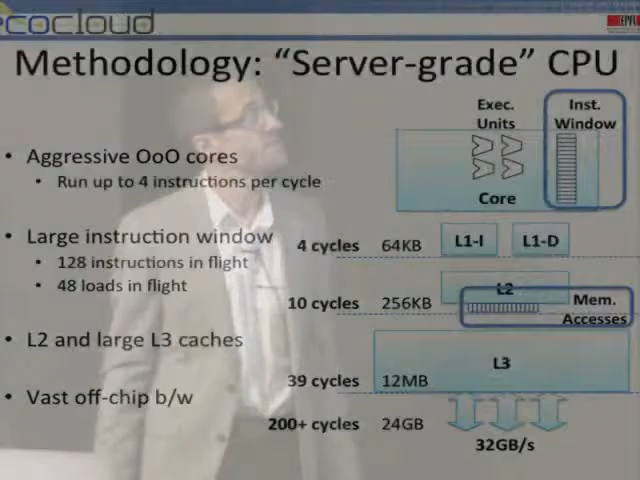 ecocloud
EPFL
Methodology: “Server-grade” CPU
• Aggressive OoO cores
• Run up to 4 instructions per cycle
• Large instruction window
• 128 instructions in flight
• 48 loads in flight
• L2 and large L3 caches
• Vast off-chip b/w
Exec.
Units
Inst.
Window
Core
4 cycles 64KB L1-I L1-D
L2
10 cycles 256KB Mem.
Accesses
L3
39 cycles 12MB
200+ cycles 24GB
32GB/s